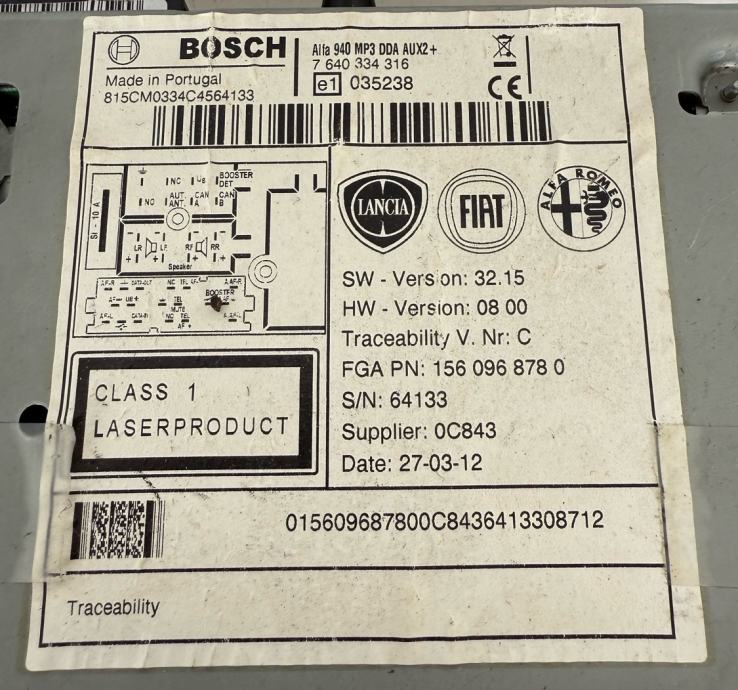 BOSCH
Alfa 940 MP3 DDA AUX2+
7 640 334 316
e1 035238
CE
Made in Portugal
815CM0334C4564133
NC UB BOOSTER DET
NC AUT. ANT. CAN A CAN B
SI - 10 A
LR LF RF RR
Speaker
BOOSTER
LANCIA
FIAT
ALFA ROMEO
SW - Version: 32.15
HW - Version: 08 00
Traceability V. Nr: C
FGA PN: 156 096 878 0
S/N: 64133
Supplier: 0C843
Date: 27-03-12
CLASS 1
LASERPRODUCT
015609687800C8436413308712
Traceability